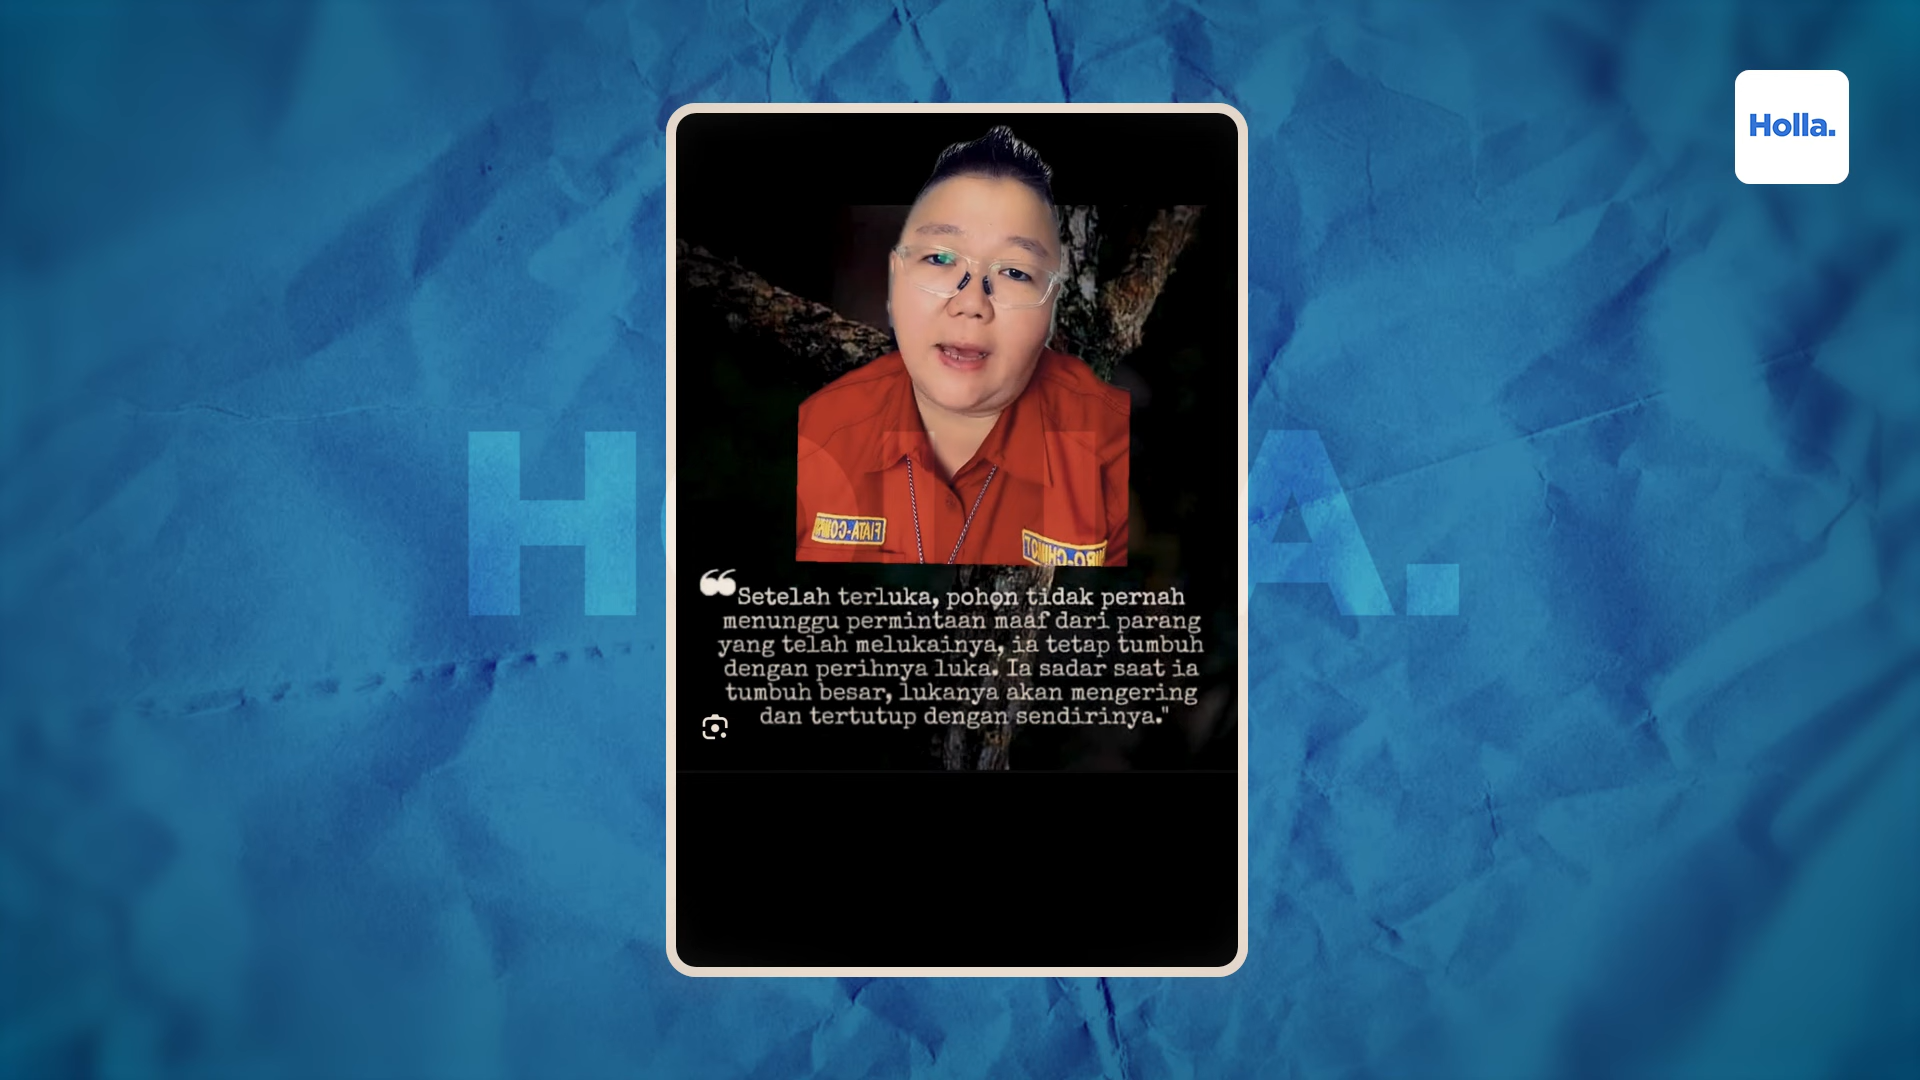 Holla.
HOLLA.
❝Setelah terluka, pohon tidak pernah
menunggu permintaan maaf dari parang
yang telah melukainya, ia tetap tumbuh
dengan perihnya luka. Ia sadar saat ia
tumbuh besar, lukanya akan mengering
dan tertutup dengan sendirinya."